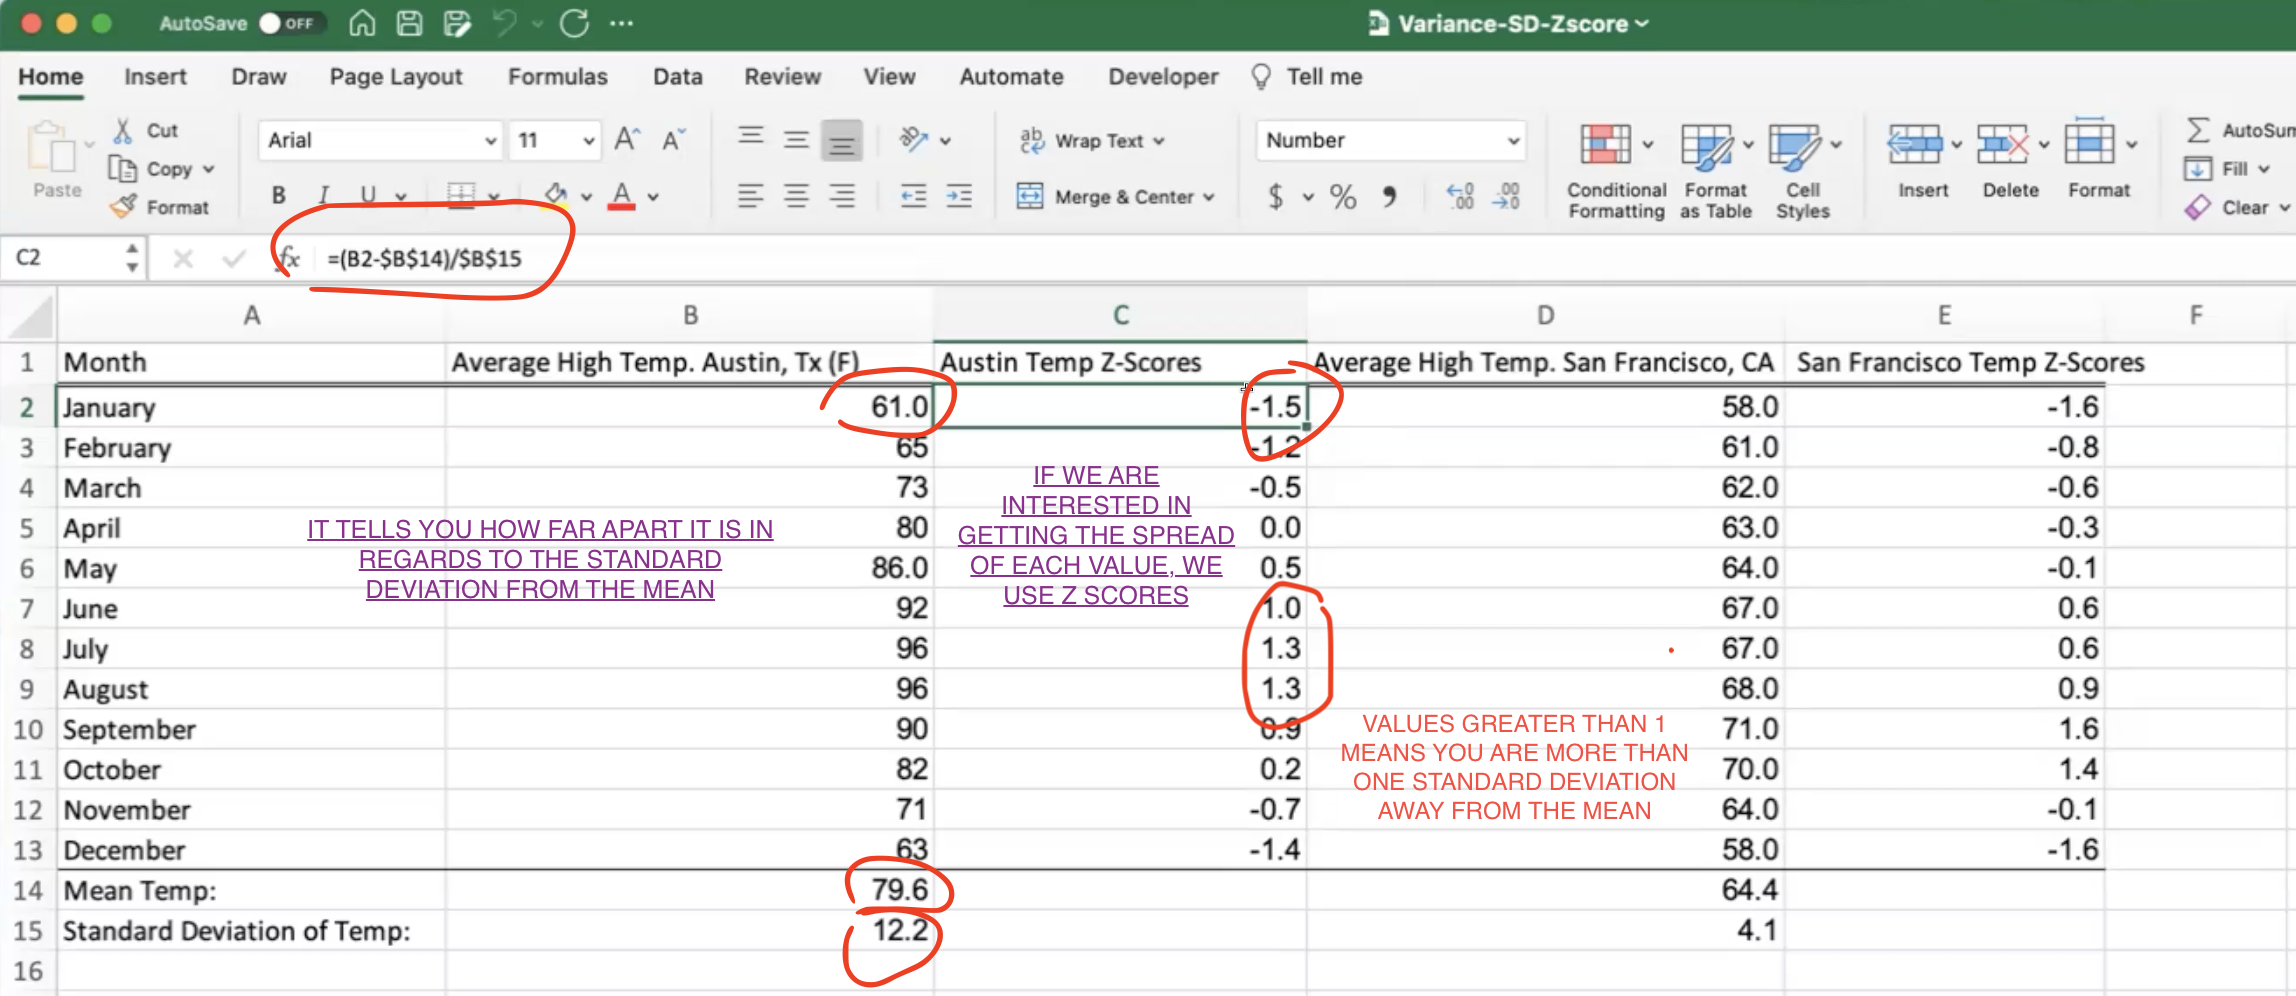 AutoSave OFF Variance-SD-Zscore
Home Insert Draw Page Layout Formulas Data Review View Automate Developer Tell me
Paste
Cut
Copy
Format
Arial 11 A A
B I U A
ab Wrap Text
Merge & Center
Number
$ % , .00 .00
Conditional Formatting
Format as Table
Cell Styles
Insert Delete Format
AutoSum
Fill
Clear
C2 fx =(B2-$B$14)/$B$15
A B C D E F
1 Month Average High Temp. Austin, Tx (F) Austin Temp Z-Scores Average High Temp. San Francisco, CA San Francisco Temp Z-Scores
2 January 61.0 -1.5 58.0 -1.6
3 February 65 -1.2 61.0 -0.8
4 March 73 -0.5 62.0 -0.6
5 April 80 0.0 63.0 -0.3
6 May 86.0 0.5 64.0 -0.1
7 June 92 1.0 67.0 0.6
8 July 96 1.3 67.0 0.6
9 August 96 1.3 68.0 0.9
10 September 90 0.9 71.0 1.6
11 October 82 0.2 70.0 1.4
12 November 71 -0.7 64.0 -0.1
13 December 63 -1.4 58.0 -1.6
14 Mean Temp: 79.6 64.4
15 Standard Deviation of Temp: 12.2 4.1
16
IT TELLS YOU HOW FAR APART IT IS IN
REGARDS TO THE STANDARD
DEVIATION FROM THE MEAN
IF WE ARE
INTERESTED IN
GETTING THE SPREAD
OF EACH VALUE, WE
USE Z SCORES
VALUES GREATER THAN 1
MEANS YOU ARE MORE THAN
ONE STANDARD DEVIATION
AWAY FROM THE MEAN